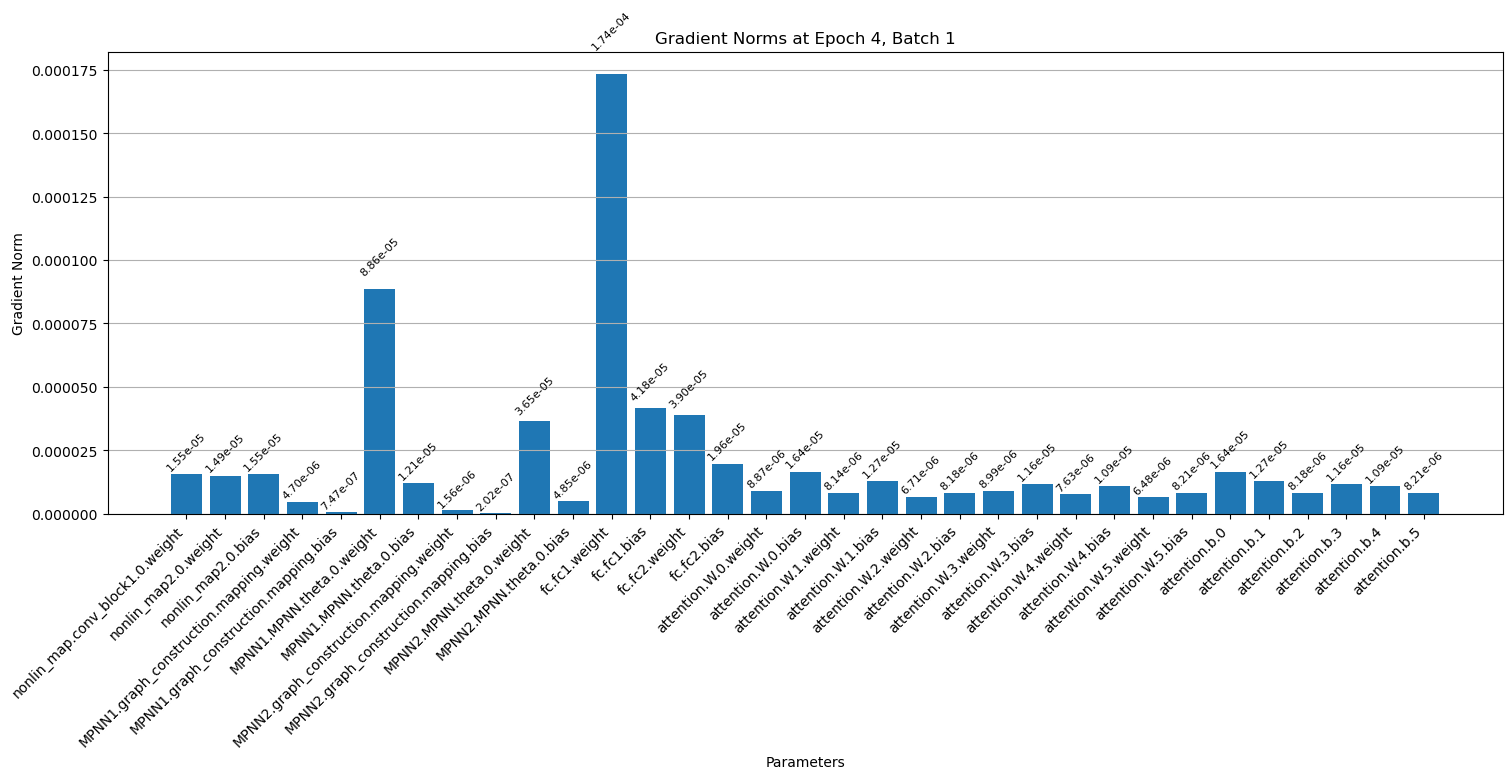 Gradient Norms at Epoch 4, Batch 1
Gradient Norm
0.000175
0.000150
0.000125
0.000100
0.000075
0.000050
0.000025
0.000000
1.55e-05
1.49e-05
1.55e-05
4.70e-06
7.47e-07
8.86e-05
1.21e-05
1.56e-06
2.02e-07
3.65e-05
4.85e-06
1.74e-04
4.18e-05
3.90e-05
1.96e-05
8.87e-06
1.64e-05
8.14e-06
1.27e-05
6.71e-06
8.18e-06
8.99e-06
1.16e-05
7.63e-06
1.09e-05
6.48e-06
8.21e-06
1.64e-05
1.27e-05
8.18e-06
1.16e-05
1.09e-05
8.21e-06
nonlin_map.conv_block1.0.weight
nonlin_map2.0.weight
nonlin_map2.0.bias
MPNN1.graph_construction.mapping.weight
MPNN1.graph_construction.mapping.bias
MPNN1.MPNN.theta.0.weight
MPNN1.MPNN.theta.0.bias
MPNN2.graph_construction.mapping.weight
MPNN2.graph_construction.mapping.bias
MPNN2.MPNN.theta.0.weight
MPNN2.MPNN.theta.0.bias
fc.fc1.weight
fc.fc1.bias
fc.fc2.weight
fc.fc2.bias
attention.W.0.weight
attention.W.0.bias
attention.W.1.weight
attention.W.1.bias
attention.W.2.weight
attention.W.2.bias
attention.W.3.weight
attention.W.3.bias
attention.W.4.weight
attention.W.4.bias
attention.W.5.weight
attention.W.5.bias
attention.b.0
attention.b.1
attention.b.2
attention.b.3
attention.b.4
attention.b.5
Parameters